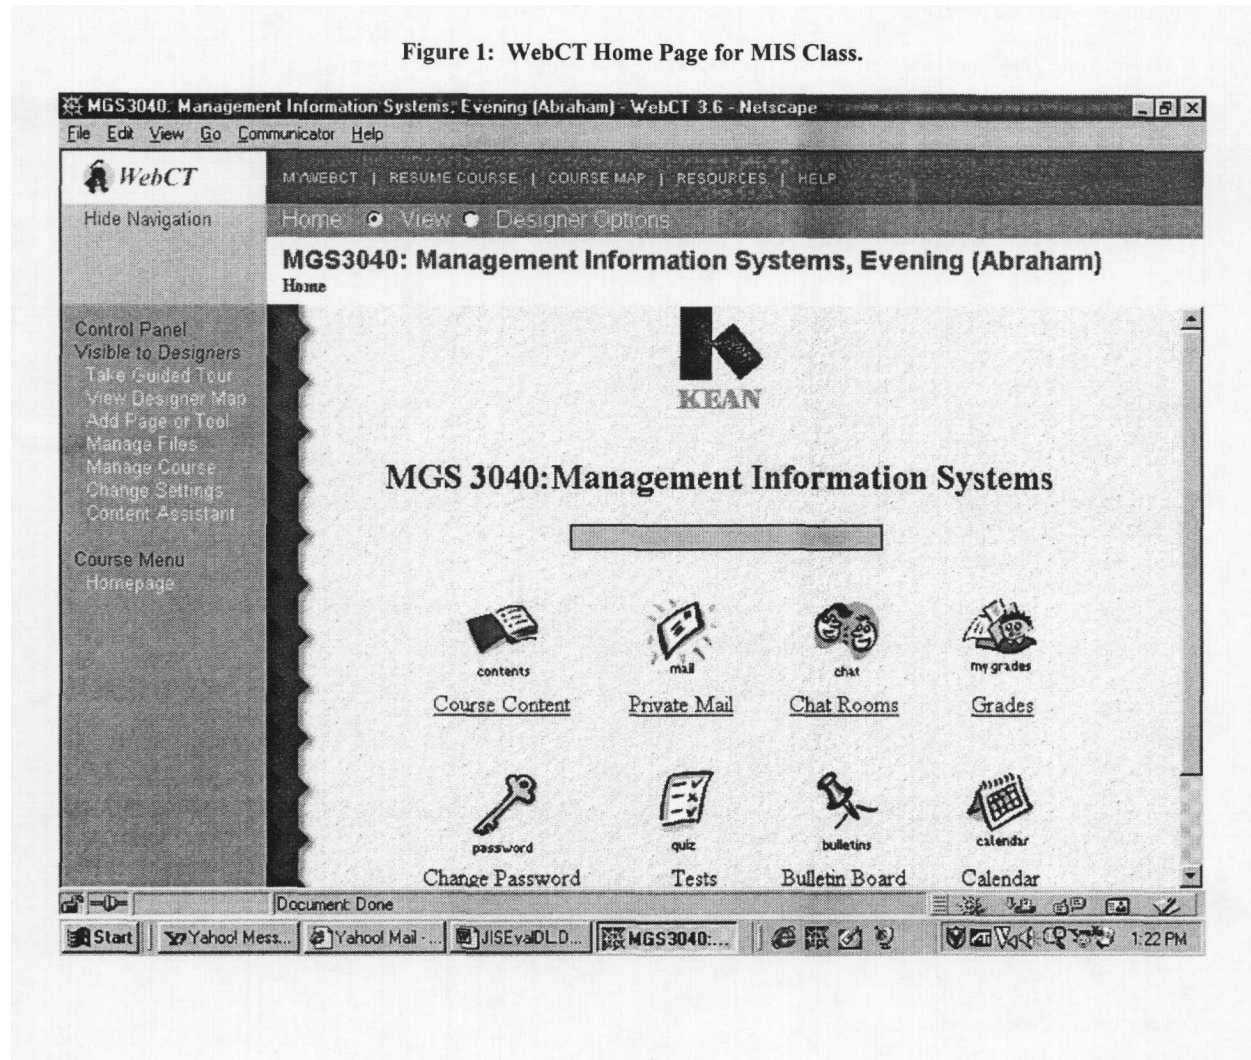 Figure 1: WebCT Home Page for MIS Class.
MGS3040: Management Information Systems, Evening (Abraham) - WebCT 3.6 - Netscape
File Edit View Go Communicator Help
WebCT
MYWEBCT | RESUME COURSE | COURSE MAP | RESOURCES | HELP
Hide Navigation
Home View Designer Options
MGS3040: Management Information Systems, Evening (Abraham)
Home
Control Panel
Visible to Designers
Take Guided Tour
View Designer Map
Add Page or Tool
Manage Files
Manage Course
Change Settings
Content Assistant
Course Menu
Homepage
KEAN
MGS 3040:Management Information Systems
contents mail chat my grades
Course Content Private Mail Chat Rooms Grades
password quiz bulletins calendar
Change Password Tests Bulletin Board Calendar
Document: Done
Start Yahoo! Mess... Yahoo! Mail - ... JISEvalDL.D... MGS3040:... 1:22 PM